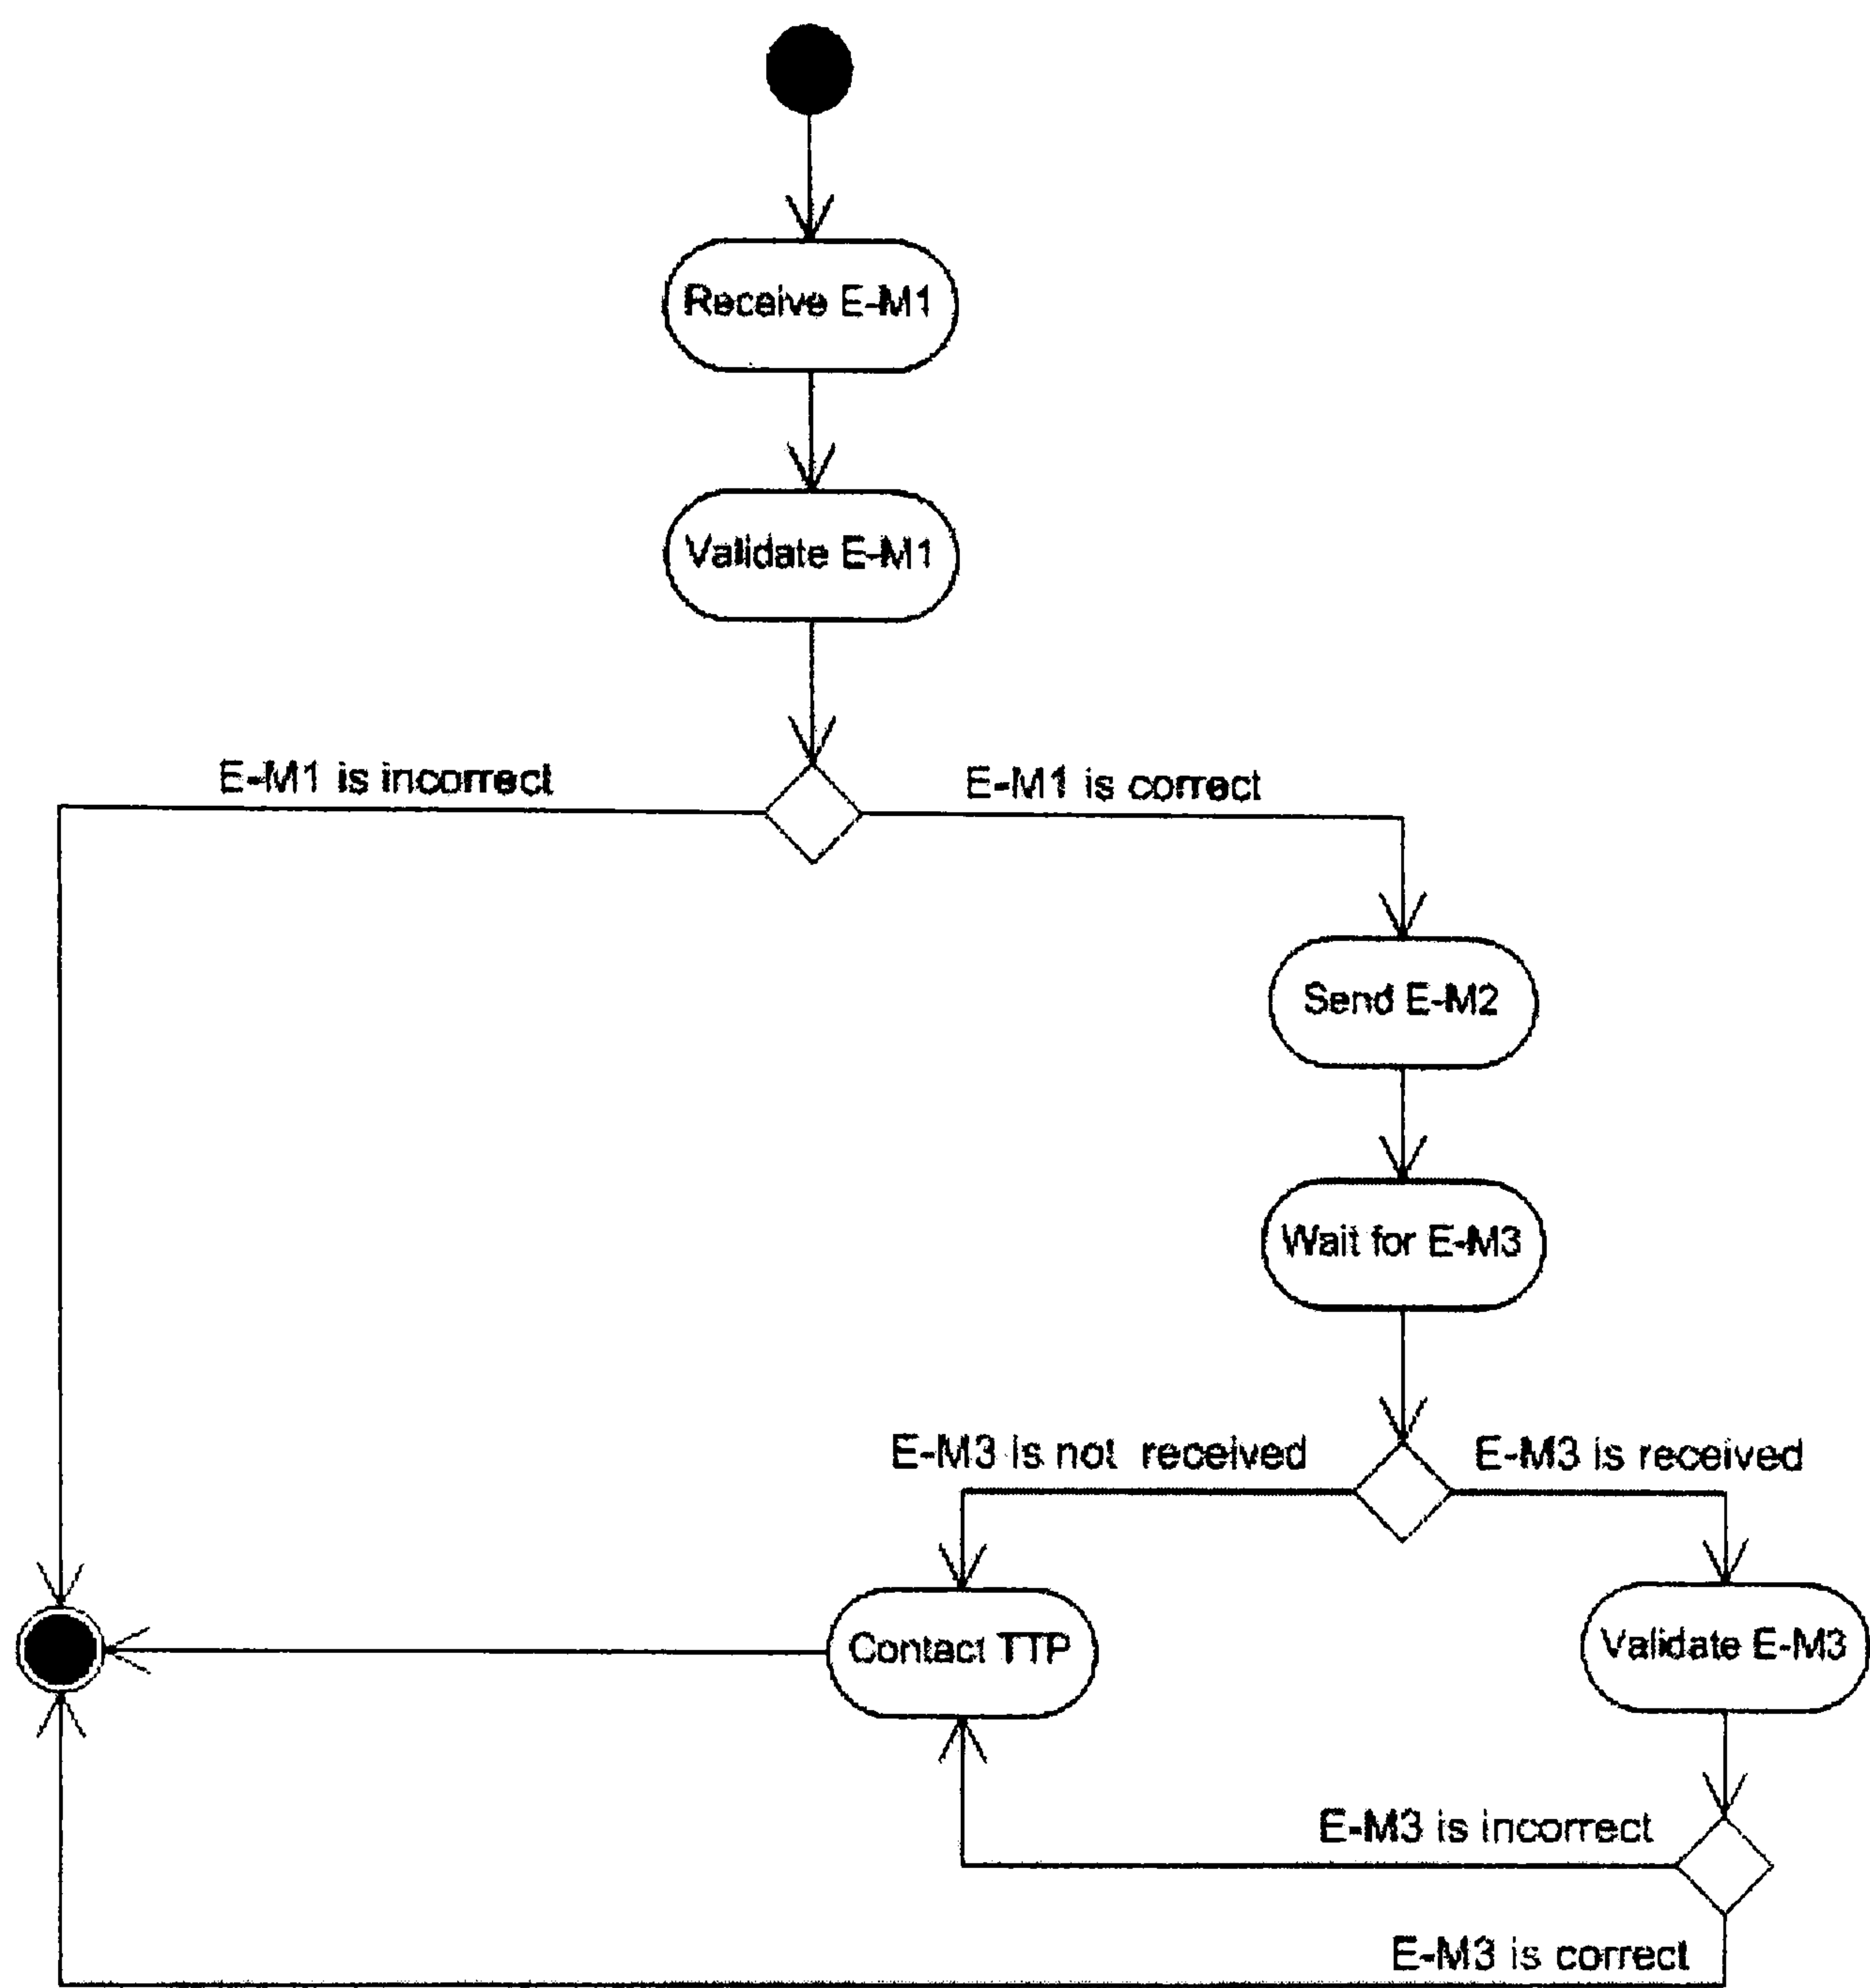 Receive E-M1
Validate E-M1
E-M1 is incorrect
E-M1 is correct
Send E-M2
Wait for E-M3
E-M3 is not received
E-M3 is received
Contact TTP
Validate E-M3
E-M3 is incorrect
E-M3 is correct